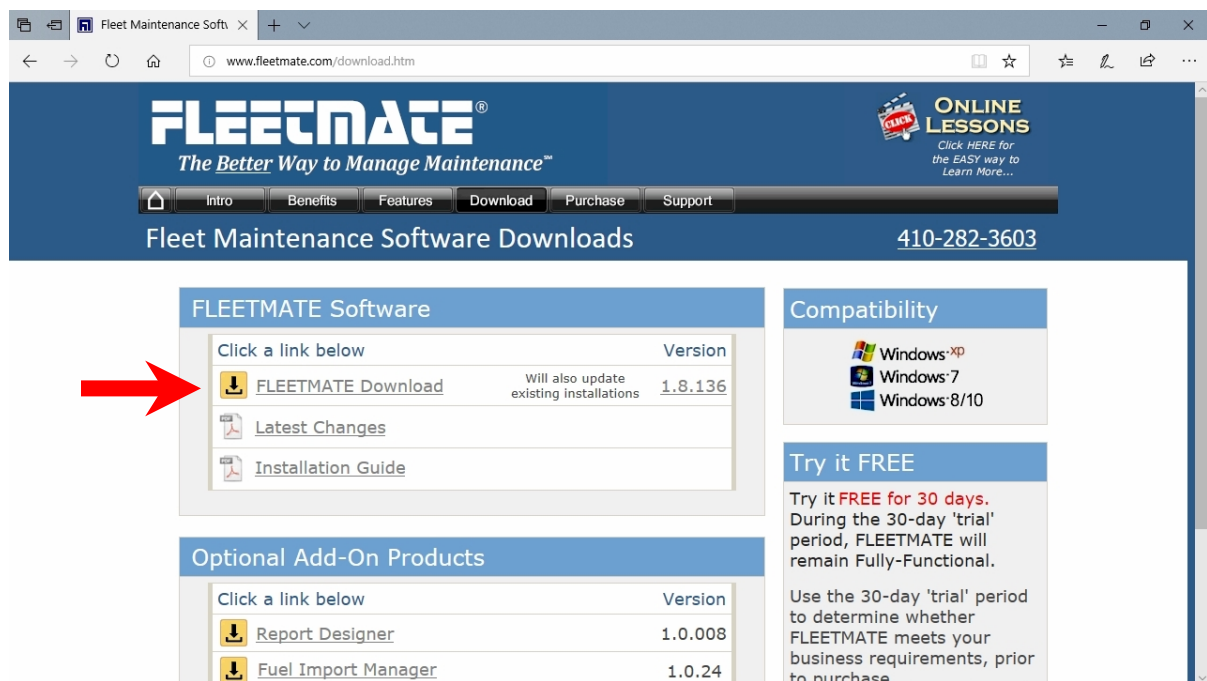 Fleet Maintenance Softw
www.fleetmate.com/download.htm
FLEETMATE®
The Better Way to Manage Maintenance℠
CLICK
ONLINE
LESSONS
Click HERE for
the EASY way to
Learn More...
Intro Benefits Features Download Purchase Support
Fleet Maintenance Software Downloads 410-282-3603
FLEETMATE Software
Click a link below Version
FLEETMATE Download Will also update
existing installations 1.8.136
Latest Changes
Installation Guide
Optional Add-On Products
Click a link below Version
Report Designer 1.0.008
Fuel Import Manager 1.0.24
Compatibility
Windows XP
Windows 7
Windows 8/10
Try it FREE
Try it FREE for 30 days.
During the 30-day 'trial'
period, FLEETMATE will
remain Fully-Functional.
Use the 30-day 'trial' period
to determine whether
FLEETMATE meets your
business requirements, prior
to purchase.